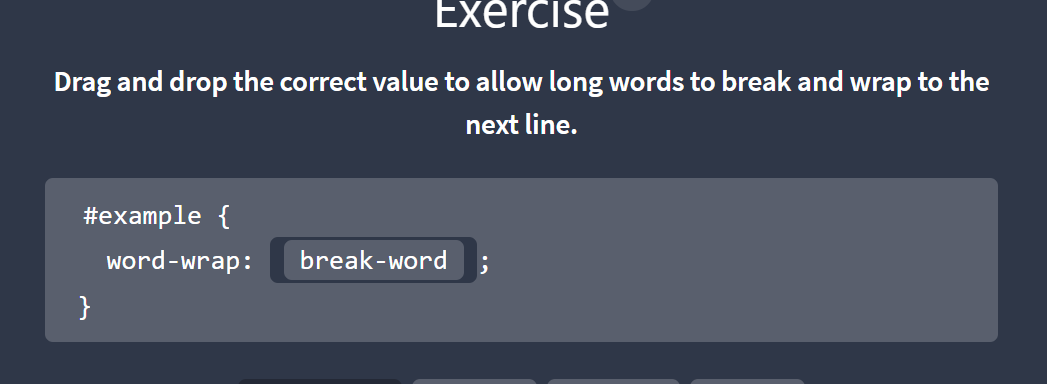 Exercise
Drag and drop the correct value to allow long words to break and wrap to the
next line.
#example {
word-wrap: break-word ;
}